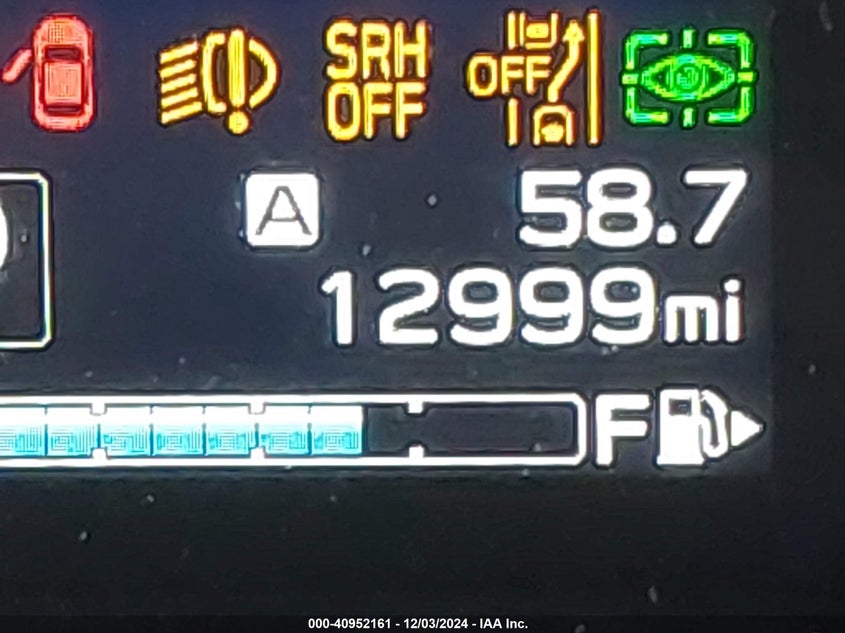 SRH
OFF
OFF
A 58.7
12999mi
F
000-40952161 - 12/03/2024 - IAA Inc.